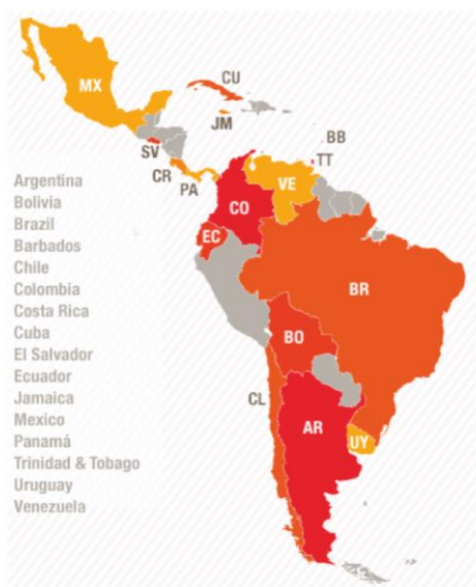 MX
CU
JM
BB
SV
TT
CR
VE
PA
CO
EC
BR
BO
CL
AR
UY
Argentina
Bolivia
Brazil
Barbados
Chile
Colombia
Costa Rica
Cuba
El Salvador
Ecuador
Jamaica
Mexico
Panamá
Trinidad & Tobago
Uruguay
Venezuela